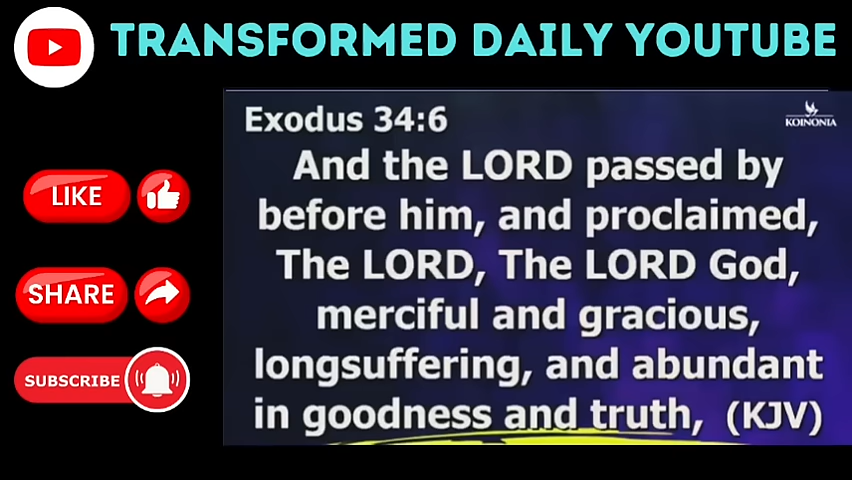 TRANSFORMED DAILY YOUTUBE
Exodus 34:6
KOINONIA
And the LORD passed by
before him, and proclaimed,
The LORD, The LORD God,
merciful and gracious,
longsuffering, and abundant
in goodness and truth, (KJV)
LIKE
SHARE
SUBSCRIBE